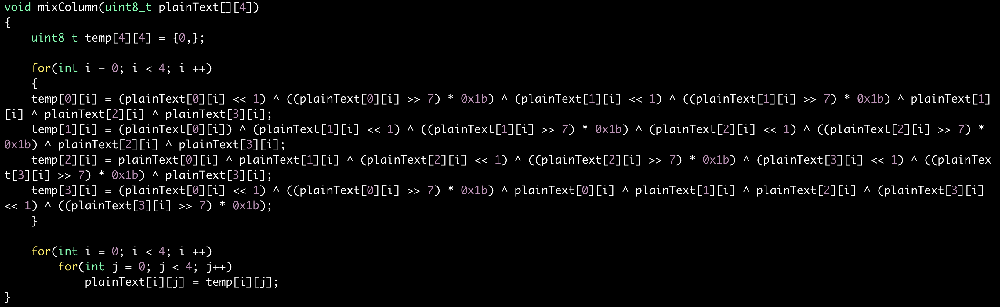 void mixColumn(uint8_t plainText[][4])
{
    uint8_t temp[4][4] = {0,};

    for(int i = 0; i < 4; i ++)
    {
    temp[0][i] = (plainText[0][i] << 1) ^ ((plainText[0][i] >> 7) * 0x1b) ^ (plainText[1][i] << 1) ^ ((plainText[1][i] >> 7) * 0x1b) ^ plainText[1]
[i] ^ plainText[2][i] ^ plainText[3][i];
    temp[1][i] = (plainText[0][i]) ^ (plainText[1][i] << 1) ^ ((plainText[1][i] >> 7) * 0x1b) ^ (plainText[2][i] << 1) ^ ((plainText[2][i] >> 7) *
0x1b) ^ plainText[2][i] ^ plainText[3][i];
    temp[2][i] = plainText[0][i] ^ plainText[1][i] ^ (plainText[2][i] << 1) ^ ((plainText[2][i] >> 7) * 0x1b) ^ (plainText[3][i] << 1) ^ ((plainTex
t[3][i] >> 7) * 0x1b) ^ plainText[3][i];
    temp[3][i] = (plainText[0][i] << 1) ^ ((plainText[0][i] >> 7) * 0x1b) ^ plainText[0][i] ^ plainText[1][i] ^ plainText[2][i] ^ (plainText[3][i]
<< 1) ^ ((plainText[3][i] >> 7) * 0x1b);
    }

    for(int i = 0; i < 4; i ++)
        for(int j = 0; j < 4; j++)
            plainText[i][j] = temp[i][j];
}